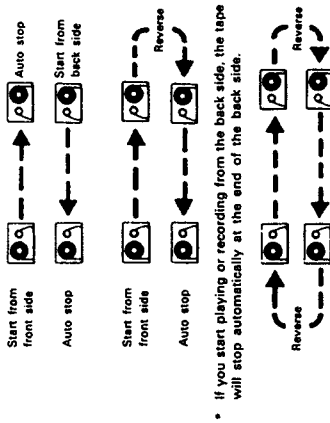 Start from
front side
Auto stop
Auto stop
Start from
back side
Start from
front side
Reverse
Auto stop
* If you start playing or recording from the back side, the tape
will stop automatically at the end of the back side.
Reverse
Reverse